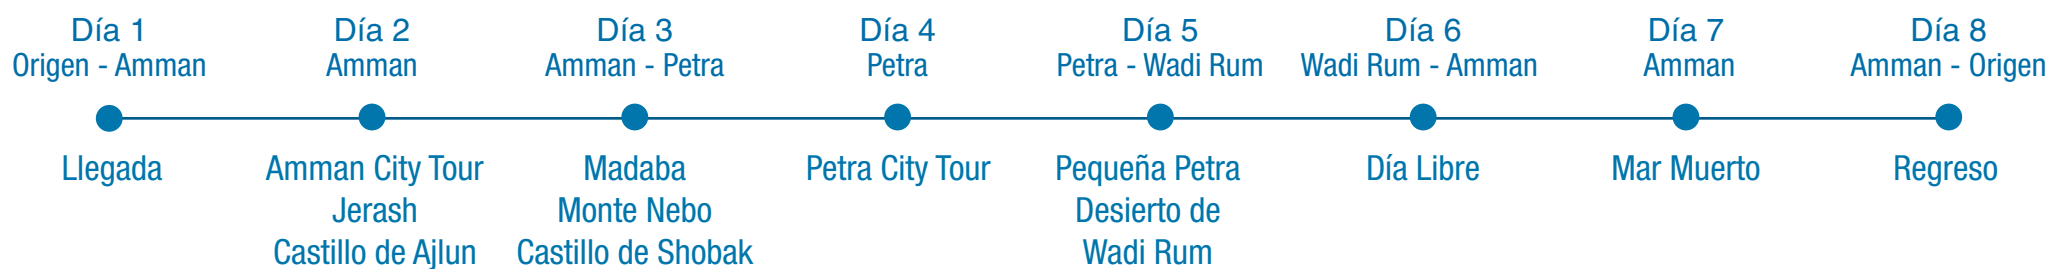 Día 1
Origen - Amman
Llegada
Día 2
Amman
Amman City Tour
Jerash
Castillo de Ajlun
Día 3
Amman - Petra
Madaba
Monte Nebo
Castillo de Shobak
Día 4
Petra
Petra City Tour
Día 5
Petra - Wadi Rum
Pequeña Petra
Desierto de
Wadi Rum
Día 6
Wadi Rum - Amman
Día Libre
Día 7
Amman
Mar Muerto
Día 8
Amman - Origen
Regreso